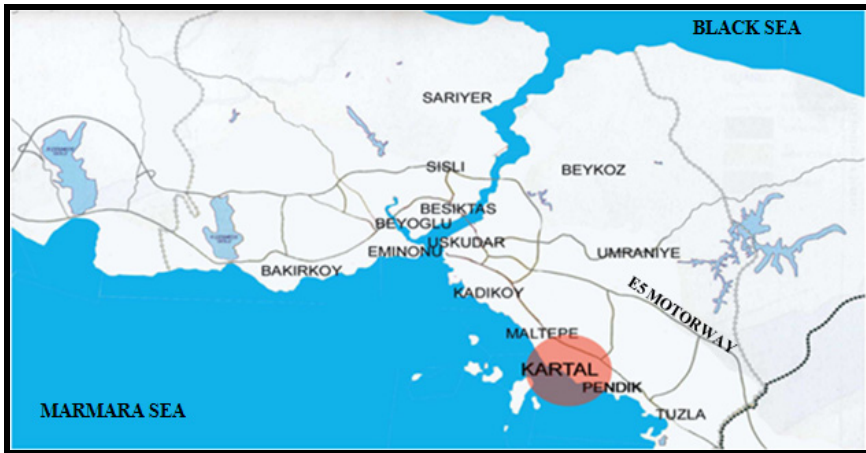 BLACK SEA
SARIYER
SISLI
BEYKOZ
BESIKTAS
BEYOGLU
USKUDAR
EMINONU
UMRANIYE
BAKIRKOY
KADIKOY
E5 MOTORWAY
MALTEPE
KARTAL
PENDIK
MARMARA SEA
TUZLA